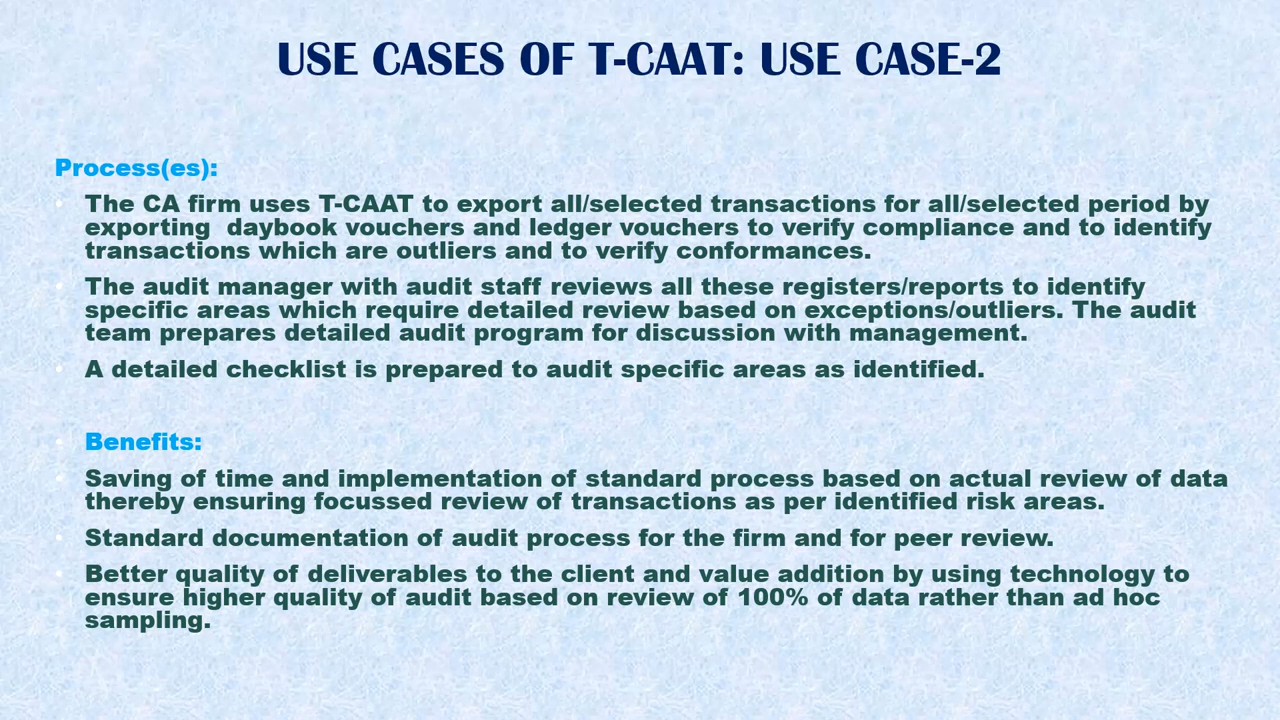 USE CASES OF T-CAAT: USE CASE-2
Process(es):
The CA firm uses T-CAAT to export all/selected transactions for all/selected period by
exporting  daybook vouchers and ledger vouchers to verify compliance and to identify
transactions which are outliers and to verify conformances.
The audit manager with audit staff reviews all these registers/reports to identify
specific areas which require detailed review based on exceptions/outliers. The audit
team prepares detailed audit program for discussion with management.
A detailed checklist is prepared to audit specific areas as identified.
Benefits:
Saving of time and implementation of standard process based on actual review of data
thereby ensuring focussed review of transactions as per identified risk areas.
Standard documentation of audit process for the firm and for peer review.
Better quality of deliverables to the client and value addition by using technology to
ensure higher quality of audit based on review of 100% of data rather than ad hoc
sampling.